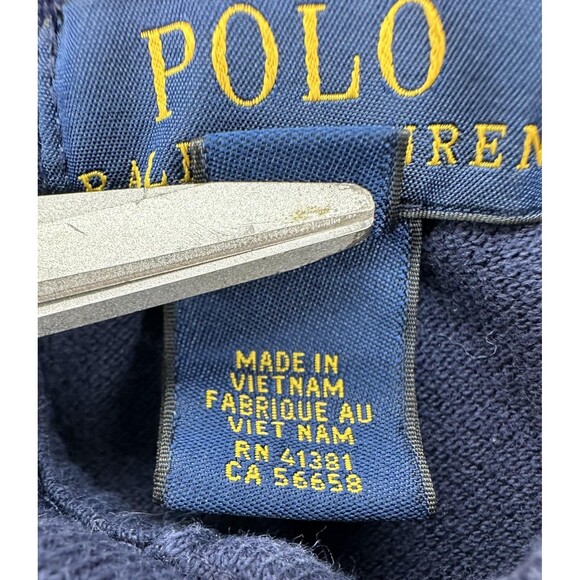 POLO
MADE IN
VIETNAM
FABRIQUE AU
VIET NAM
RN 41381
CA 56658